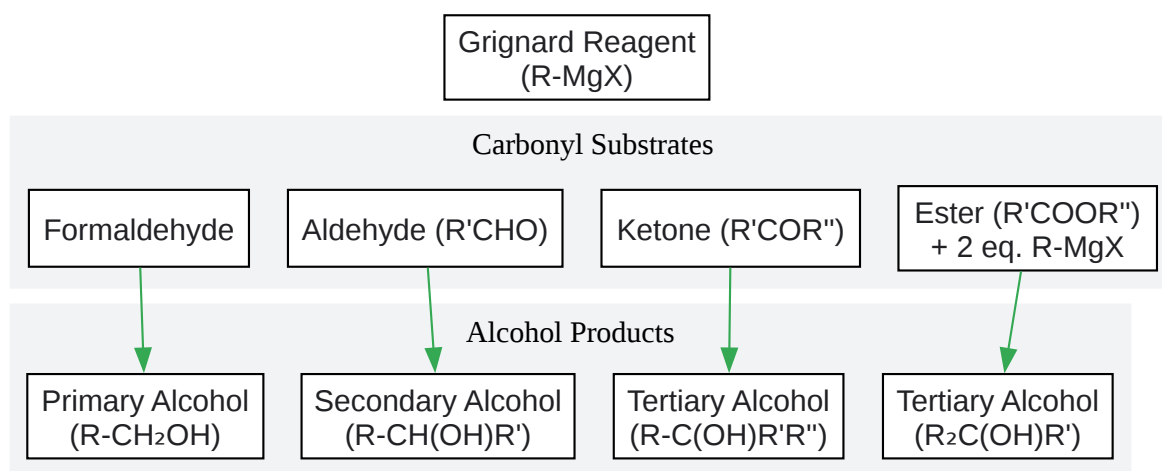 Grignard Reagent
(R-MgX)
Carbonyl Substrates
Formaldehyde
Aldehyde (R'CHO)
Ketone (R'COR")
Ester (R'COOR")
+ 2 eq. R-MgX
Alcohol Products
Primary Alcohol
(R-CH₂OH)
Secondary Alcohol
(R-CH(OH)R')
Tertiary Alcohol
(R-C(OH)R'R")
Tertiary Alcohol
(R₂C(OH)R')